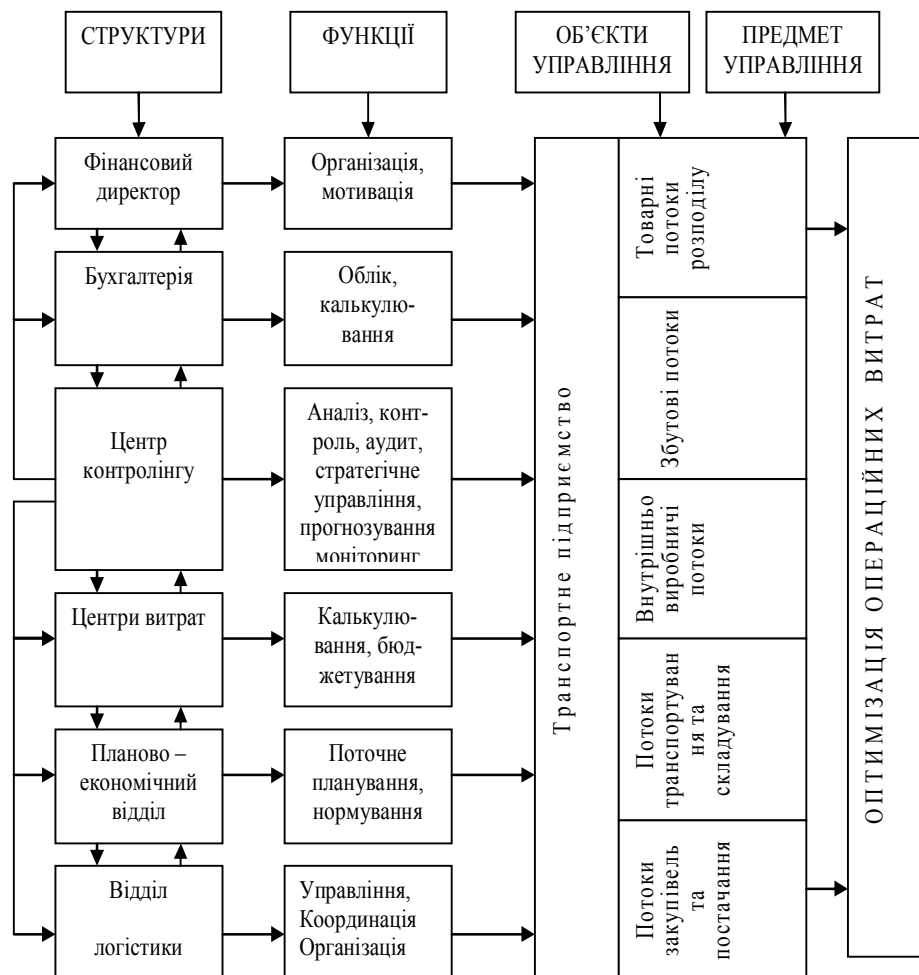 СТРУКТУРИ
ФУНКЦІЇ
ОБ’ЄКТИ
УПРАВЛІННЯ
ПРЕДМЕТ
УПРАВЛІННЯ
Фінансовий
директор
Організація,
мотивація
Бухгалтерія
Облік,
калькулю-
вання
Центр
контролінгу
Аналіз, конт-
роль, аудит,
стратегічне
управління,
прогнозування
моніторинг
Центри витрат
Калькулю-
вання, бюд-
жетування
Планово –
економічний
відділ
Поточне
планування,
нормування
Відділ
логістики
Управління,
Координація
Організація
Транспортне підприємство
Товарні
потоки
розподілу
Збутові потоки
Внутрішньо
виробничі
потоки
Потоки
транспортуван
ня та
складування
Потоки
закупівель
та
постачання
ОПТИМІЗАЦІЯ ОПЕРАЦІЙНИХ ВИТРАТ